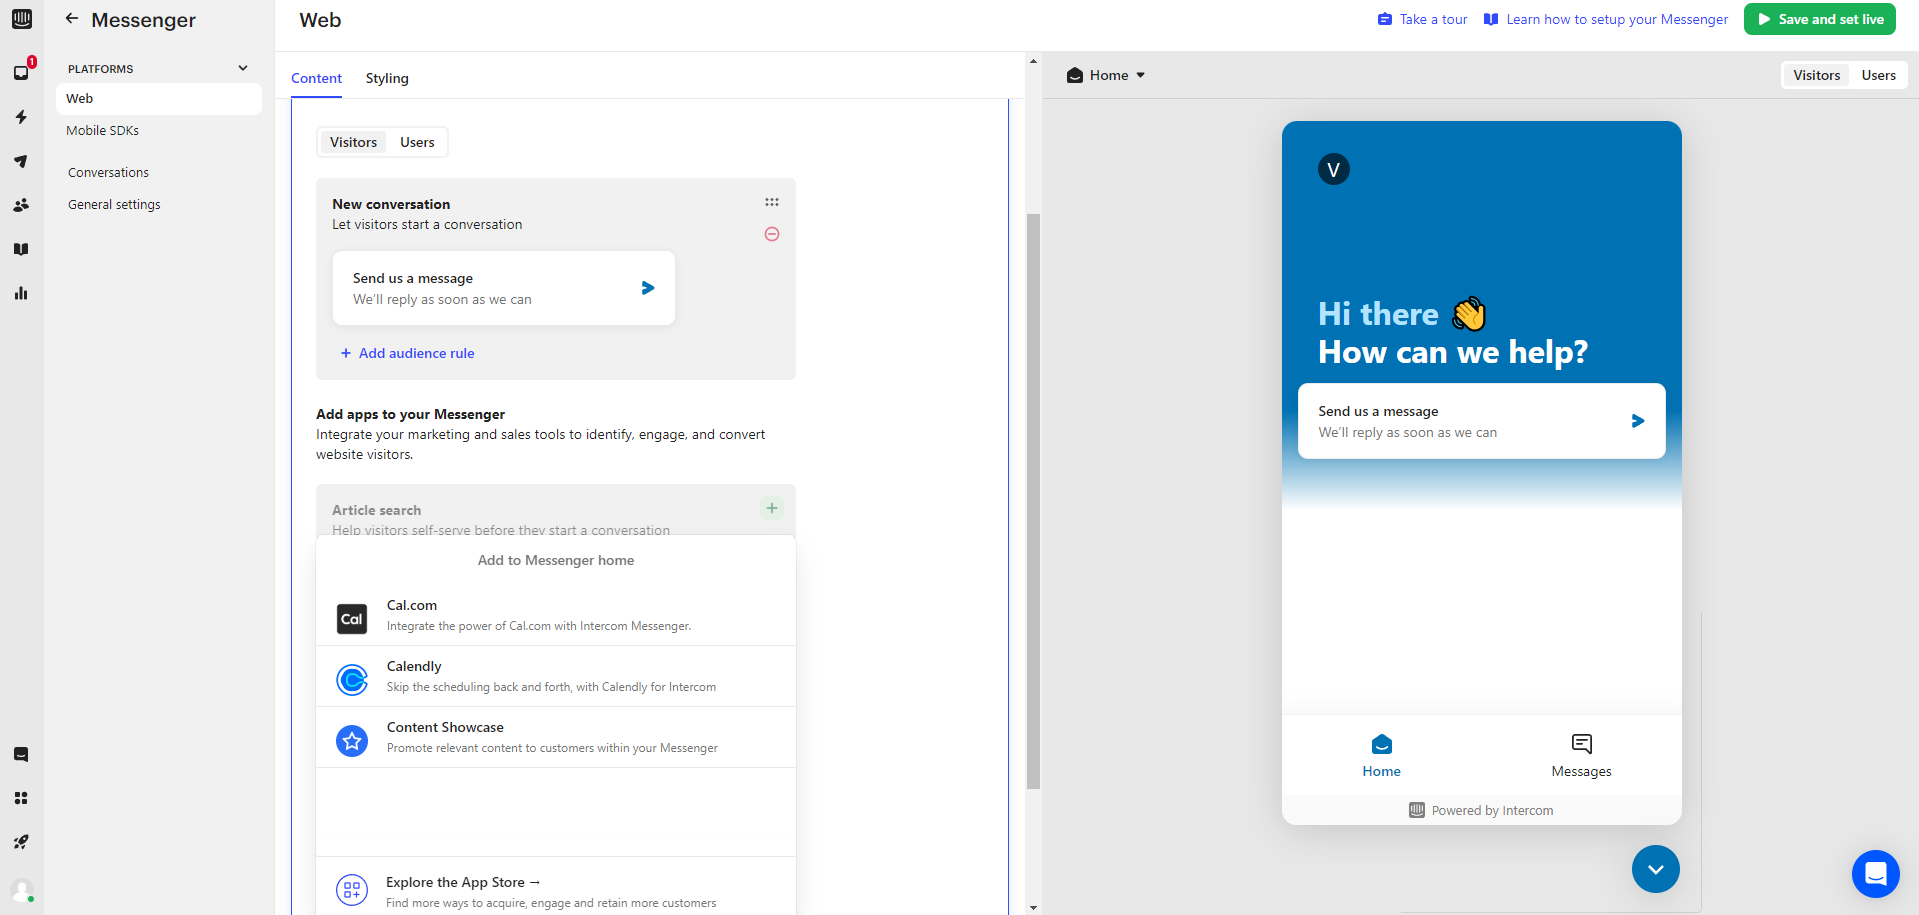 Messenger
Web
Take a tour
Learn how to setup your Messenger
Save and set live
1
PLATFORMS
Web
Mobile SDKs
Conversations
General settings
Content
Styling
Visitors
Users
New conversation
Let visitors start a conversation
Send us a message
We'll reply as soon as we can
+ Add audience rule
Add apps to your Messenger
Integrate your marketing and sales tools to identify, engage, and convert
website visitors.
Article search
Help visitors self-serve before they start a conversation
Add to Messenger home
Cal
Cal.com
Integrate the power of Cal.com with Intercom Messenger.
Calendly
Skip the scheduling back and forth, with Calendly for Intercom
Content Showcase
Promote relevant content to customers within your Messenger
Explore the App Store →
Find more ways to acquire, engage and retain more customers
Home
Visitors
Users
V
Hi there 👋
How can we help?
Send us a message
We'll reply as soon as we can
Home
Messages
Powered by Intercom